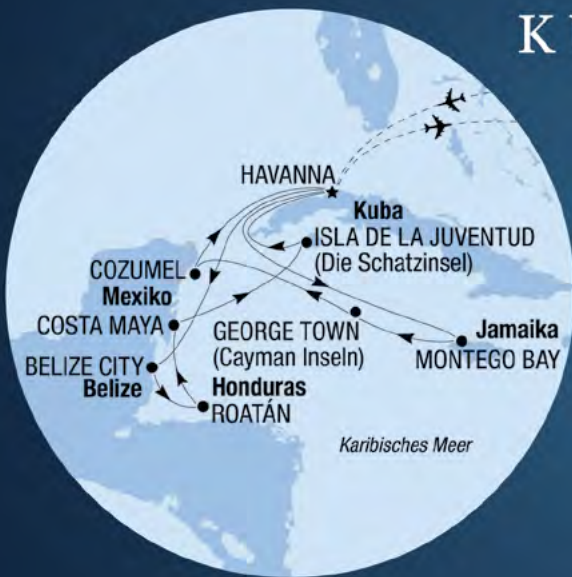 K
HAVANNA
Kuba
ISLA DE LA JUVENTUD
(Die Schatzinsel)
COZUMEL
Mexiko
COSTA MAYA
GEORGE TOWN
(Cayman Inseln)
Jamaika
MONTEGO BAY
BELIZE CITY
Belize
Honduras
ROATÁN
Karibisches Meer